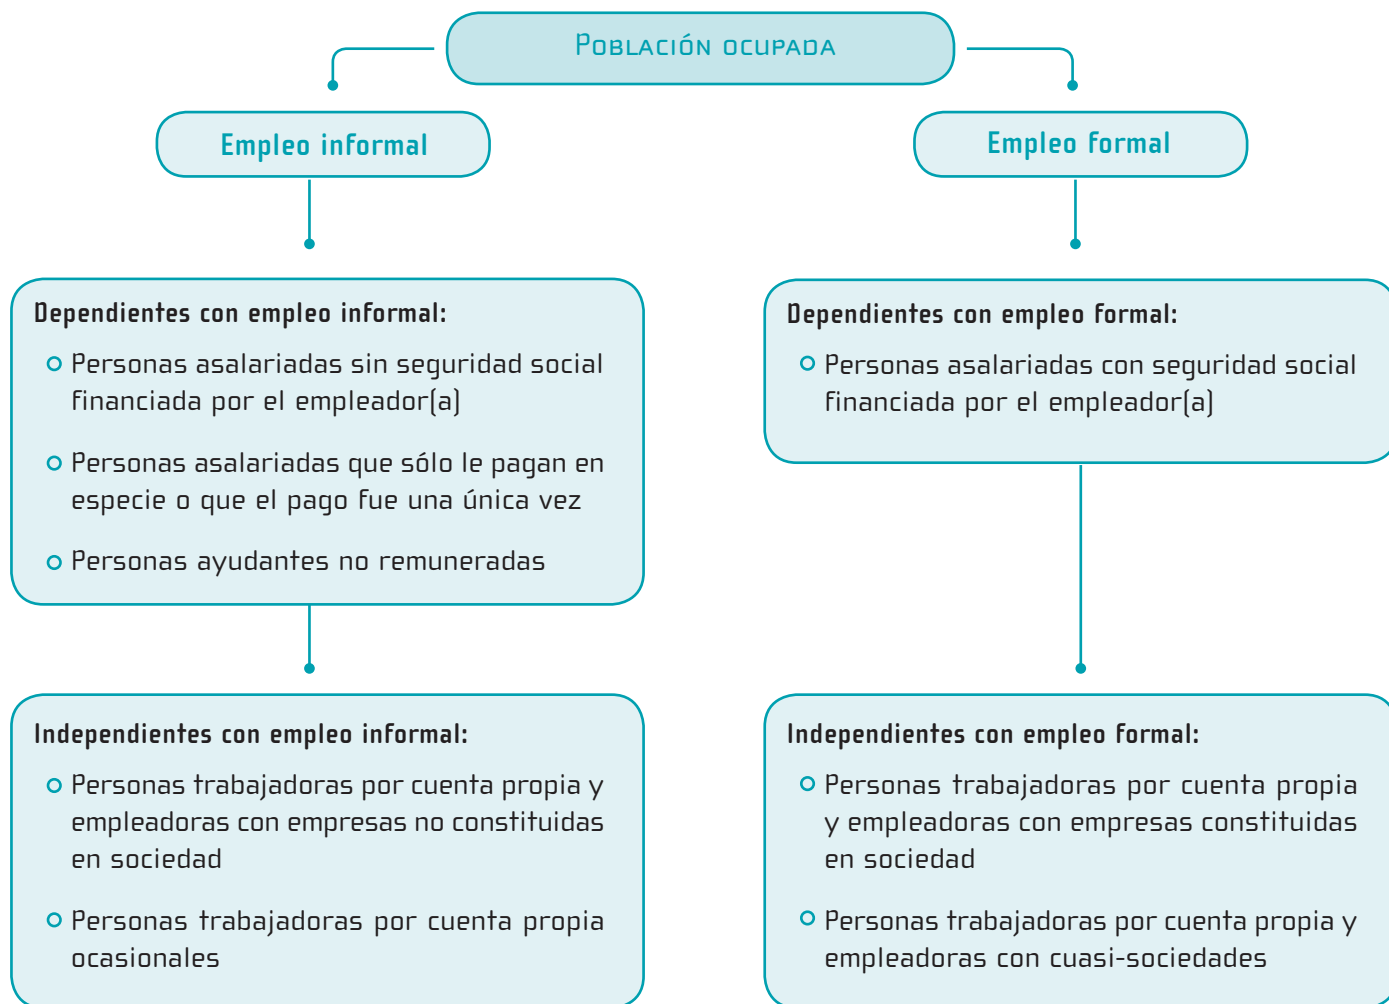 Población ocupada
Empleo informal
Empleo formal
Dependientes con empleo informal:
Personas asalariadas sin seguridad social
financiada por el empleador(a)
Personas asalariadas que sólo le pagan en
especie o que el pago fue una única vez
Personas ayudantes no remuneradas
Dependientes con empleo formal:
Personas asalariadas con seguridad social
financiada por el empleador(a)
Independientes con empleo informal:
Personas trabajadoras por cuenta propia y
empleadoras con empresas no constituidas
en sociedad
Personas trabajadoras por cuenta propia
ocasionales
Independientes con empleo formal:
Personas trabajadoras por cuenta propia
y empleadoras con empresas constituidas
en sociedad
Personas trabajadoras por cuenta propia y
empleadoras con cuasi-sociedades